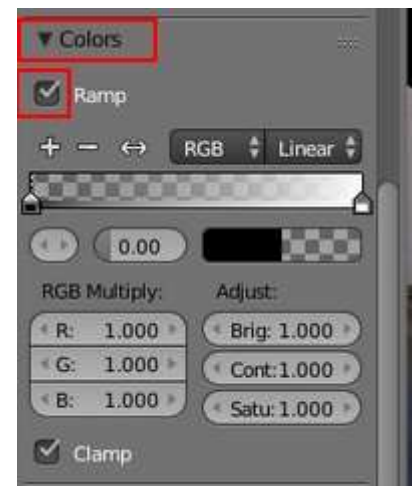 Colors
Ramp
RGB Linear
0.00
RGB Multiply: Adjust:
R: 1.000 Brig: 1.000
G: 1.000 Cont: 1.000
B: 1.000 Satu: 1.000
Clamp